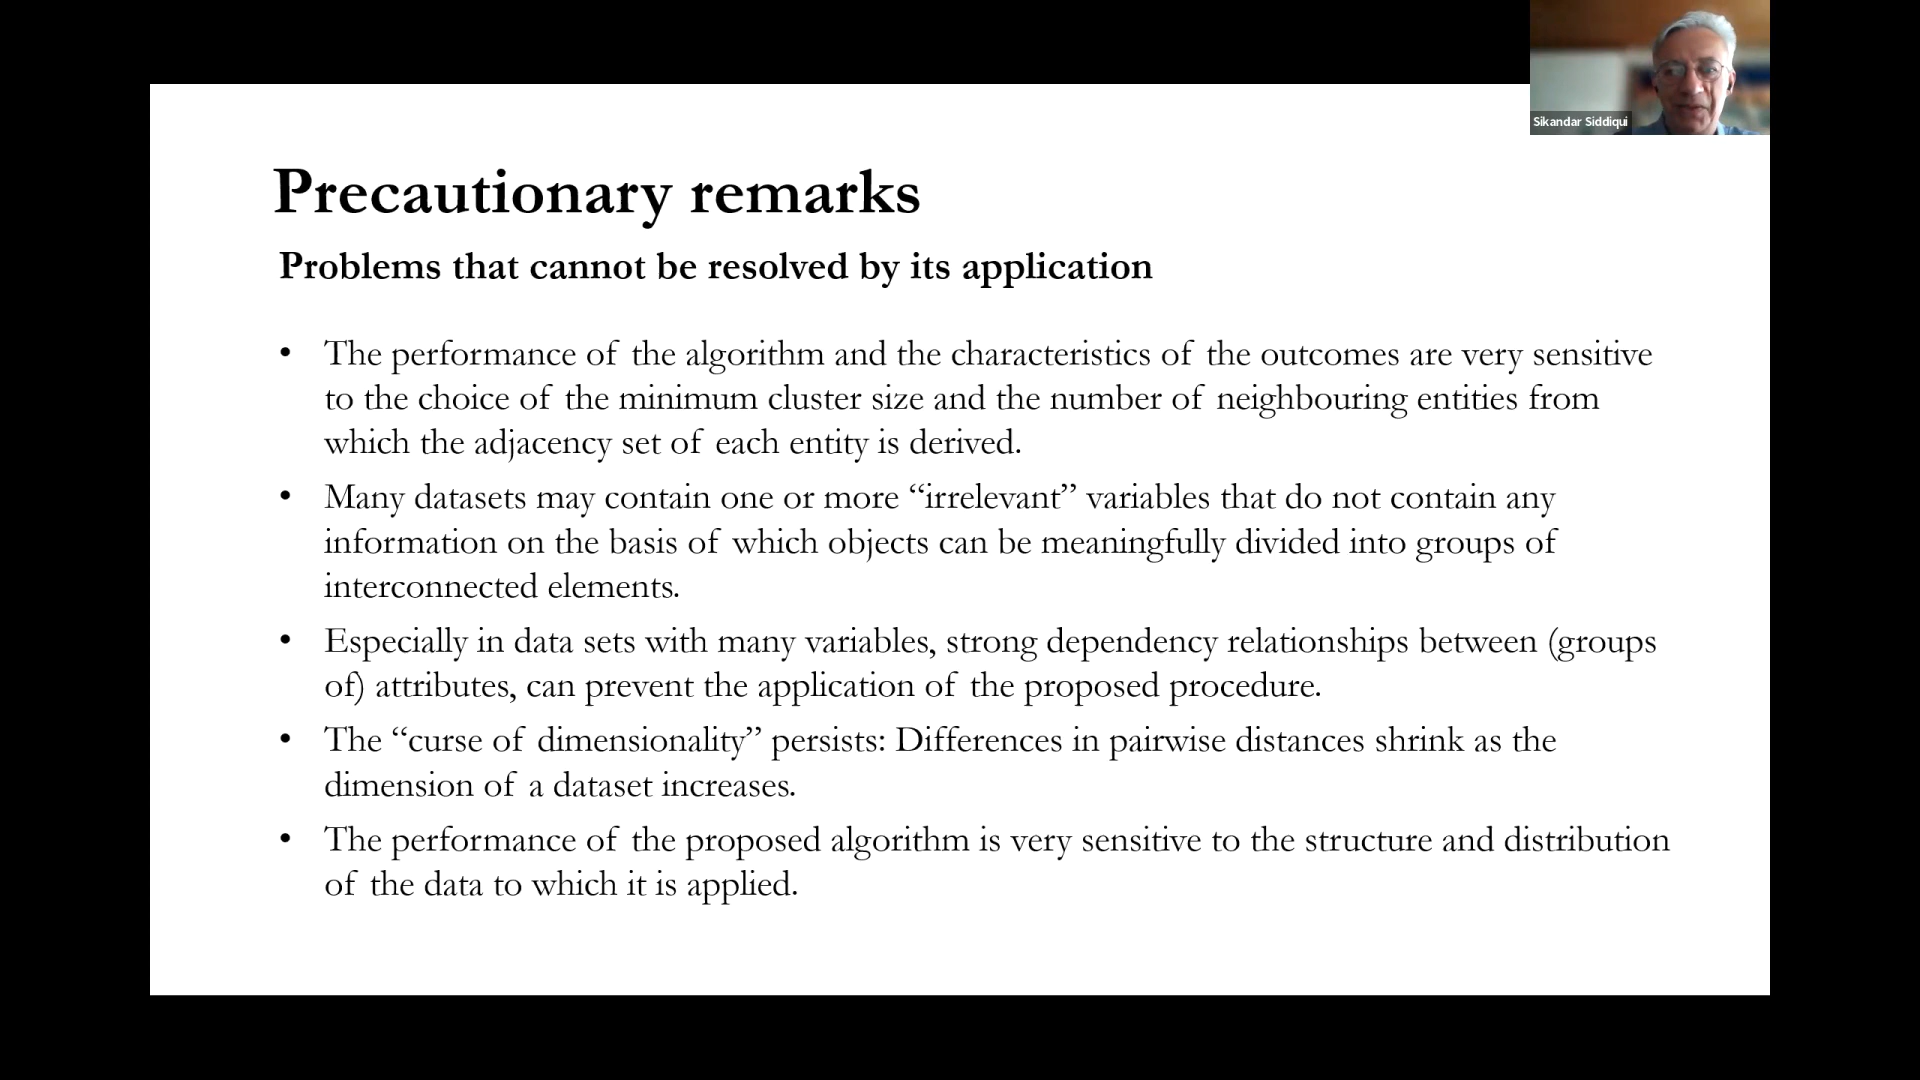 Sikandar Siddiqui
Precautionary remarks
Problems that cannot be resolved by its application
• The performance of the algorithm and the characteristics of the outcomes are very sensitive
to the choice of the minimum cluster size and the number of neighbouring entities from
which the adjacency set of each entity is derived.
• Many datasets may contain one or more “irrelevant” variables that do not contain any
information on the basis of which objects can be meaningfully divided into groups of
interconnected elements.
• Especially in data sets with many variables, strong dependency relationships between (groups
of) attributes, can prevent the application of the proposed procedure.
• The “curse of dimensionality” persists: Differences in pairwise distances shrink as the
dimension of a dataset increases.
• The performance of the proposed algorithm is very sensitive to the structure and distribution
of the data to which it is applied.